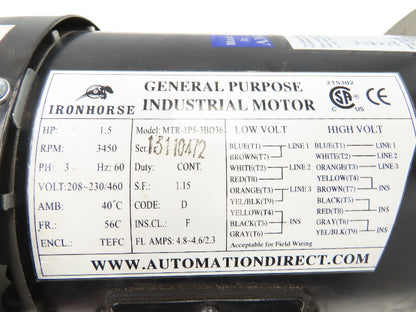 IRONHORSE
GENERAL PURPOSE
INDUSTRIAL MOTOR
215302
CE
HP: 1.5
RPM: 3450
PH: 3 Hz: 60
VOLT:208~230/460
AMB: 40°C
FR.: 56C
ENCL.: TEFC
Model: MTR-1P5-3BD36
Ser. 13110472
Duty: CONT.
S.F.: 1.15
CODE: D
INS.CL.: F
FL AMPS: 4.8-4.6/2.3
LOW VOLT
BLUE(T1) LINE 1
BROWN(T7)
WHITE(T2) LINE 2
RED(T8)
ORANGE(T3) LINE 3
YEL/BLK(T9)
YELLOW(T4)
BLACK(T5) INS
GRAY(T6)
HIGH VOLT
BLUE(T1) LINE 1
WHITE(T2) LINE 2
ORANGE(T3) LINE 3
YELLOW(T4) INS
BROWN(T7)
BLACK(T5) INS
RED(T8)
GRAY(T6) INS
YEL/BLK(T9)
Acceptable for Field Wiring
WWW.AUTOMATIONDIRECT.COM